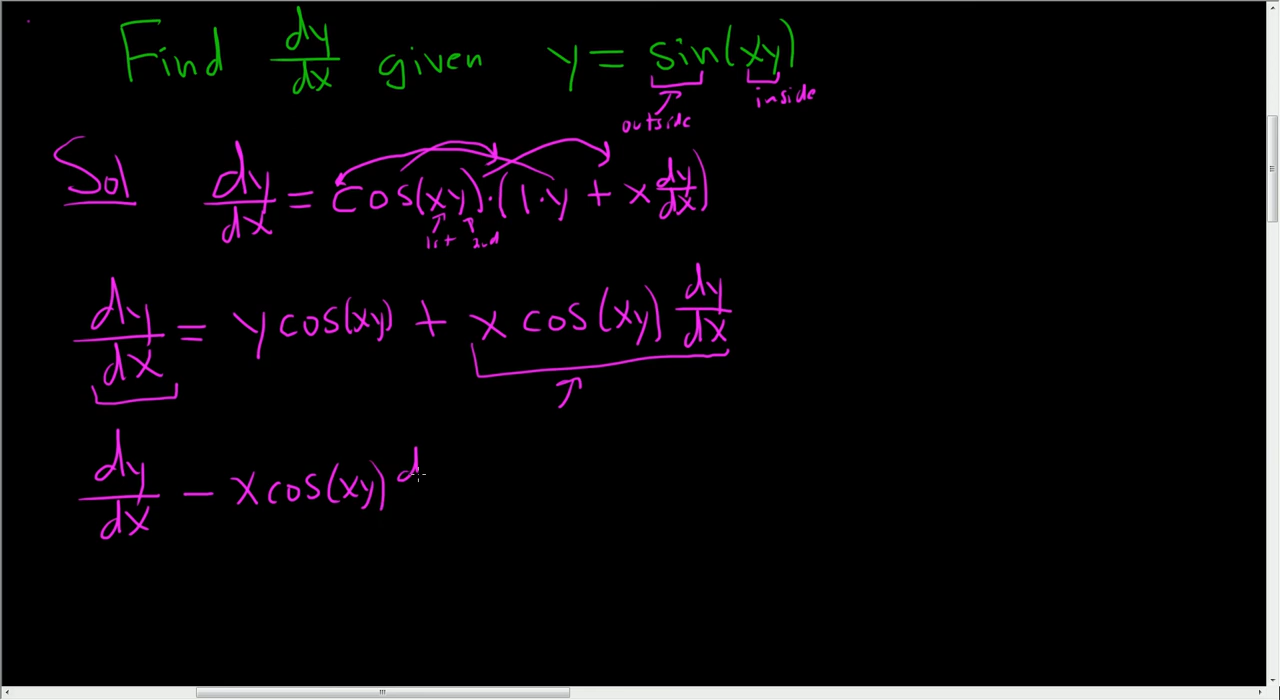 Find dy/dx given y = sin(xy)
outside inside
Sol dy/dx = cos(xy)·(1·y + x dy/dx)
1st 2nd
dy/dx = y cos(xy) + x cos(xy) dy/dx
dy/dx - x cos(xy) d